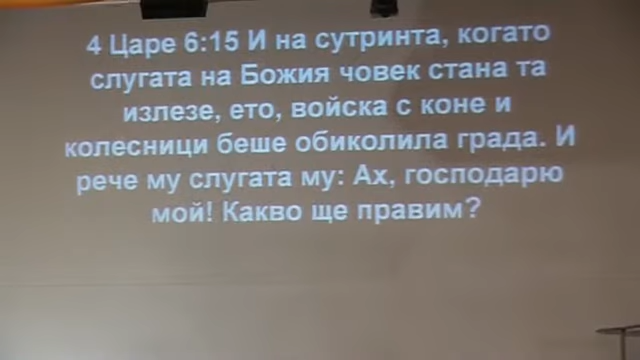 4 Царе 6:15 И на сутринта, когато
слугата на Божия човек стана та
излезе, ето, войска с коне и
колесници беше обиколила града. И
рече му слугата му: Ах, господарю
мой! Какво ще правим?